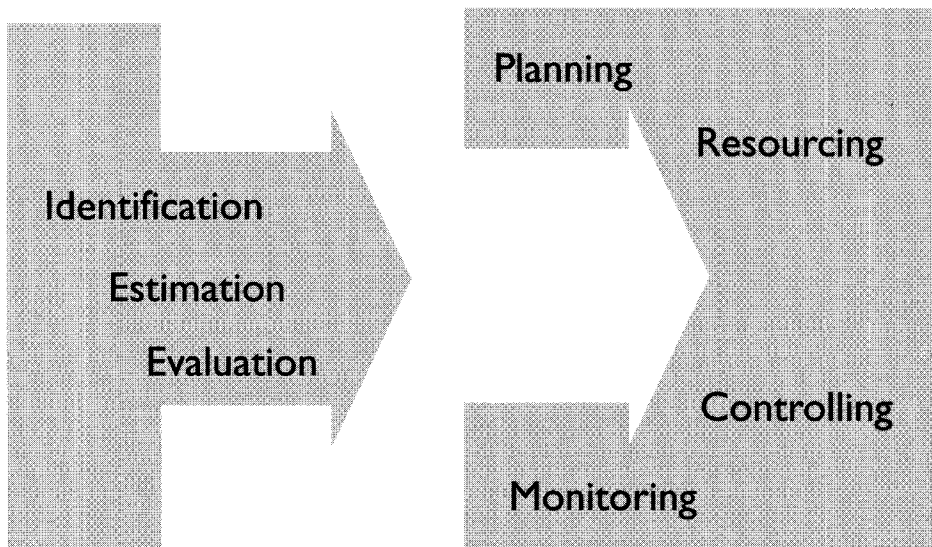 Identification
Estimation
Evaluation
Planning
Resourcing
Controlling
Monitoring